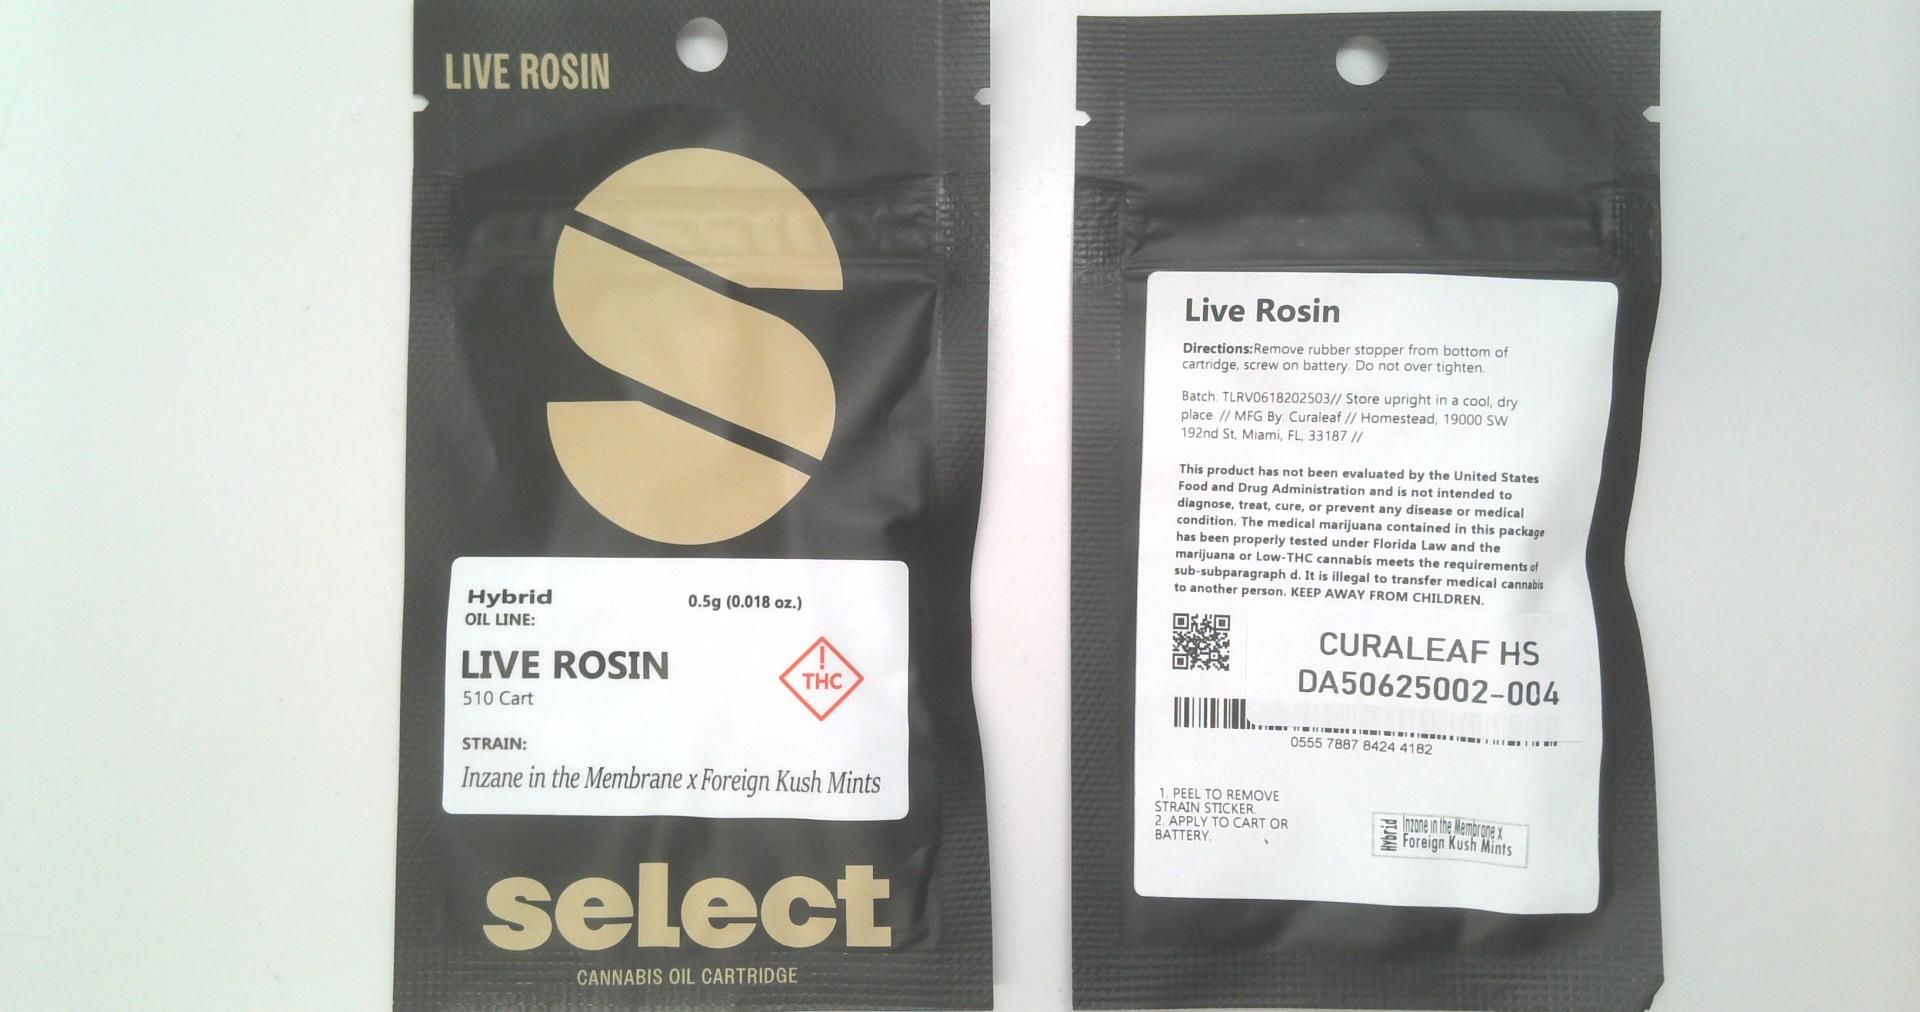 LIVE ROSIN
Hybrid
0.5g (0.018 oz.)
OIL LINE:
LIVE ROSIN
510 Cart
!
THC
STRAIN:
Inzane in the Membrane x Foreign Kush Mints
select
CANNABIS OIL CARTRIDGE
Live Rosin
Directions:Remove rubber stopper from bottom of
cartridge, screw on battery. Do not over tighten.
Batch: TLRV0618202503// Store upright in a cool, dry
place. // MFG By: Curaleaf // Homestead, 19000 SW
192nd St, Miami, FL, 33187 //
This product has not been evaluated by the United States
Food and Drug Administration and is not intended to
diagnose, treat, cure, or prevent any disease or medical
condition. The medical marijuana contained in this package
has been properly tested under Florida Law and the
marijuana or Low-THC cannabis meets the requirements of
sub-subparagraph d. It is illegal to transfer medical cannabis
to another person. KEEP AWAY FROM CHILDREN.
CURALEAF HS
DA50625002-004
0555 7887 8424 4182
1. PEEL TO REMOVE
STRAIN STICKER.
2. APPLY TO CART OR
BATTERY.
Hybrid
Inzane in the Membrane x
Foreign Kush Mints